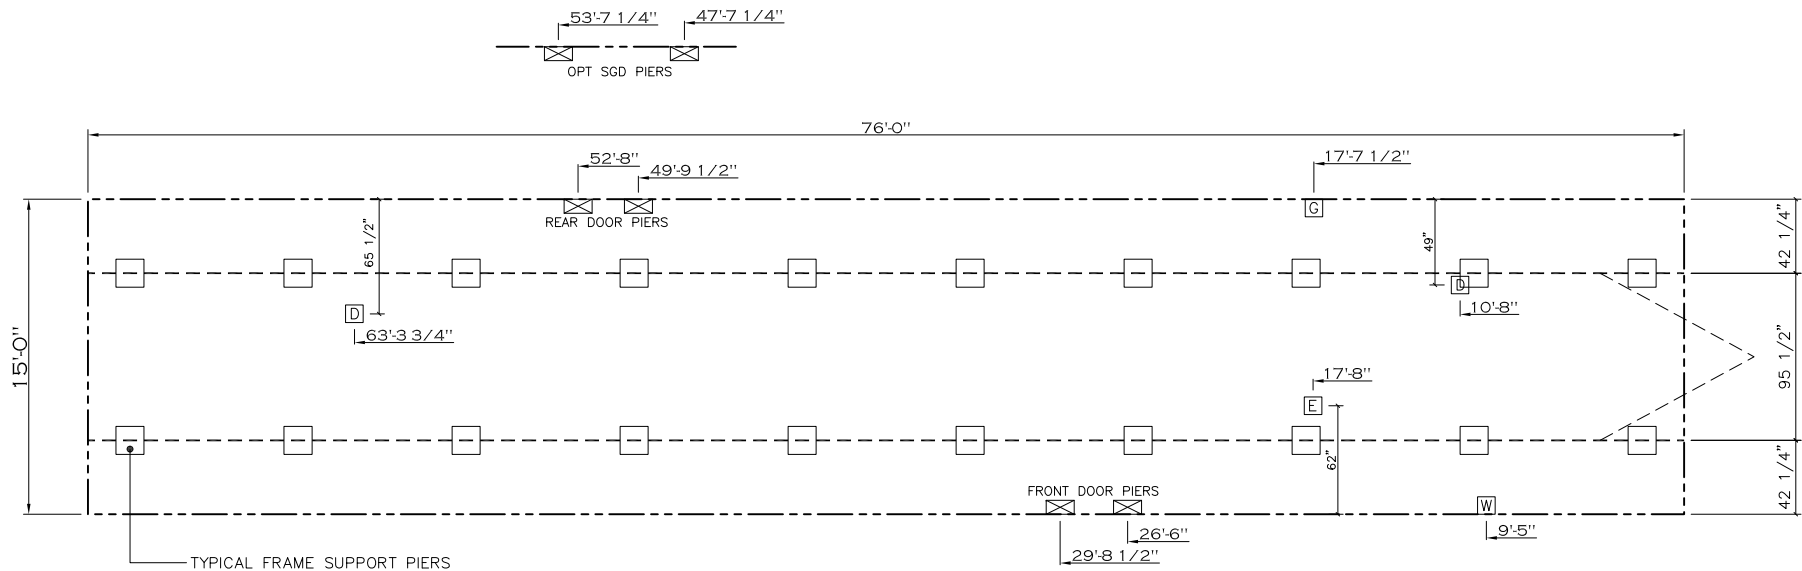 53'-7 1/4"
47'-7 1/4"
OPT SGD PIERS
76'-0"
52'-8"
49'-9 1/2"
17'-7 1/2"
REAR DOOR PIERS
G
65 1/2"
49"
42 1/4"
D
10'-8"
D
63'-3 3/4"
15'-0"
95 1/2"
17'-8"
E
62"
42 1/4"
FRONT DOOR PIERS
W
26'-6"
9'-5"
29'-8 1/2"
TYPICAL FRAME SUPPORT PIERS